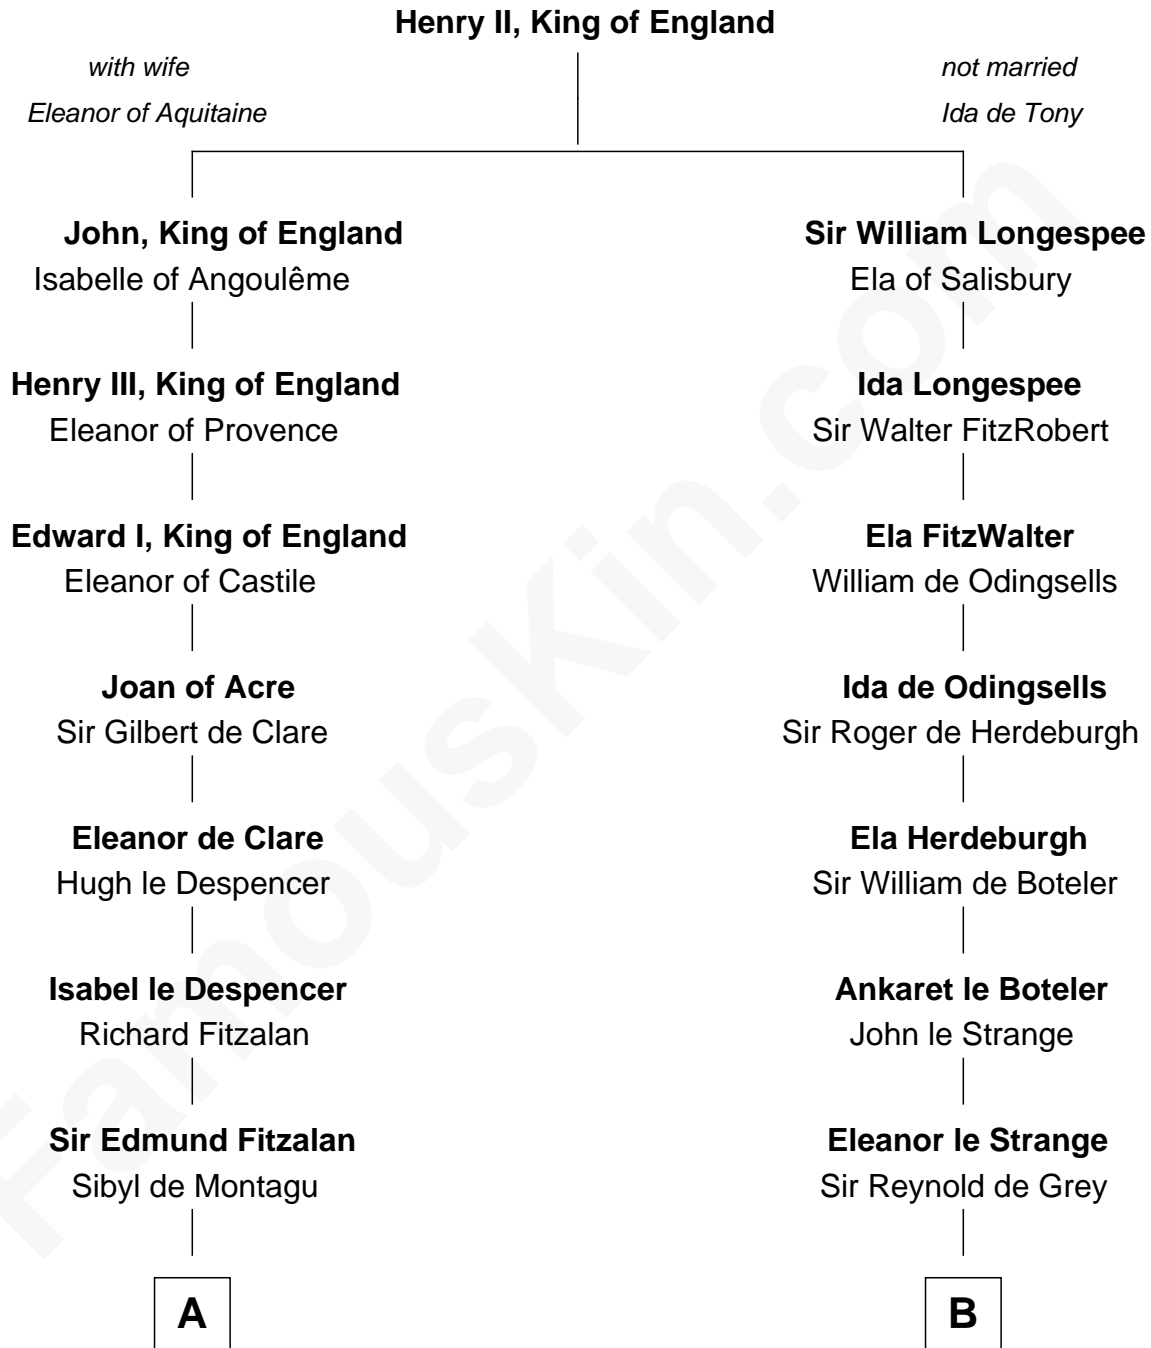 Henry II, King of England
with wife
Eleanor of Aquitaine
not married
Ida de Tony
John, King of England
Isabelle of Angoulême
Sir William Longespee
Ela of Salisbury
Henry III, King of England
Eleanor of Provence
Ida Longespee
Sir Walter FitzRobert
Edward I, King of England
Eleanor of Castile
Ela FitzWalter
William de Odingsells
Joan of Acre
Sir Gilbert de Clare
Ida de Odingsells
Sir Roger de Herdeburgh
Eleanor de Clare
Hugh le Despencer
Ela Herdeburgh
Sir William de Boteler
Isabel le Despencer
Richard Fitzalan
Ankaret le Boteler
John le Strange
Sir Edmund Fitzalan
Sibyl de Montagu
Eleanor le Strange
Sir Reynold de Grey
A
B
FamousKin.com